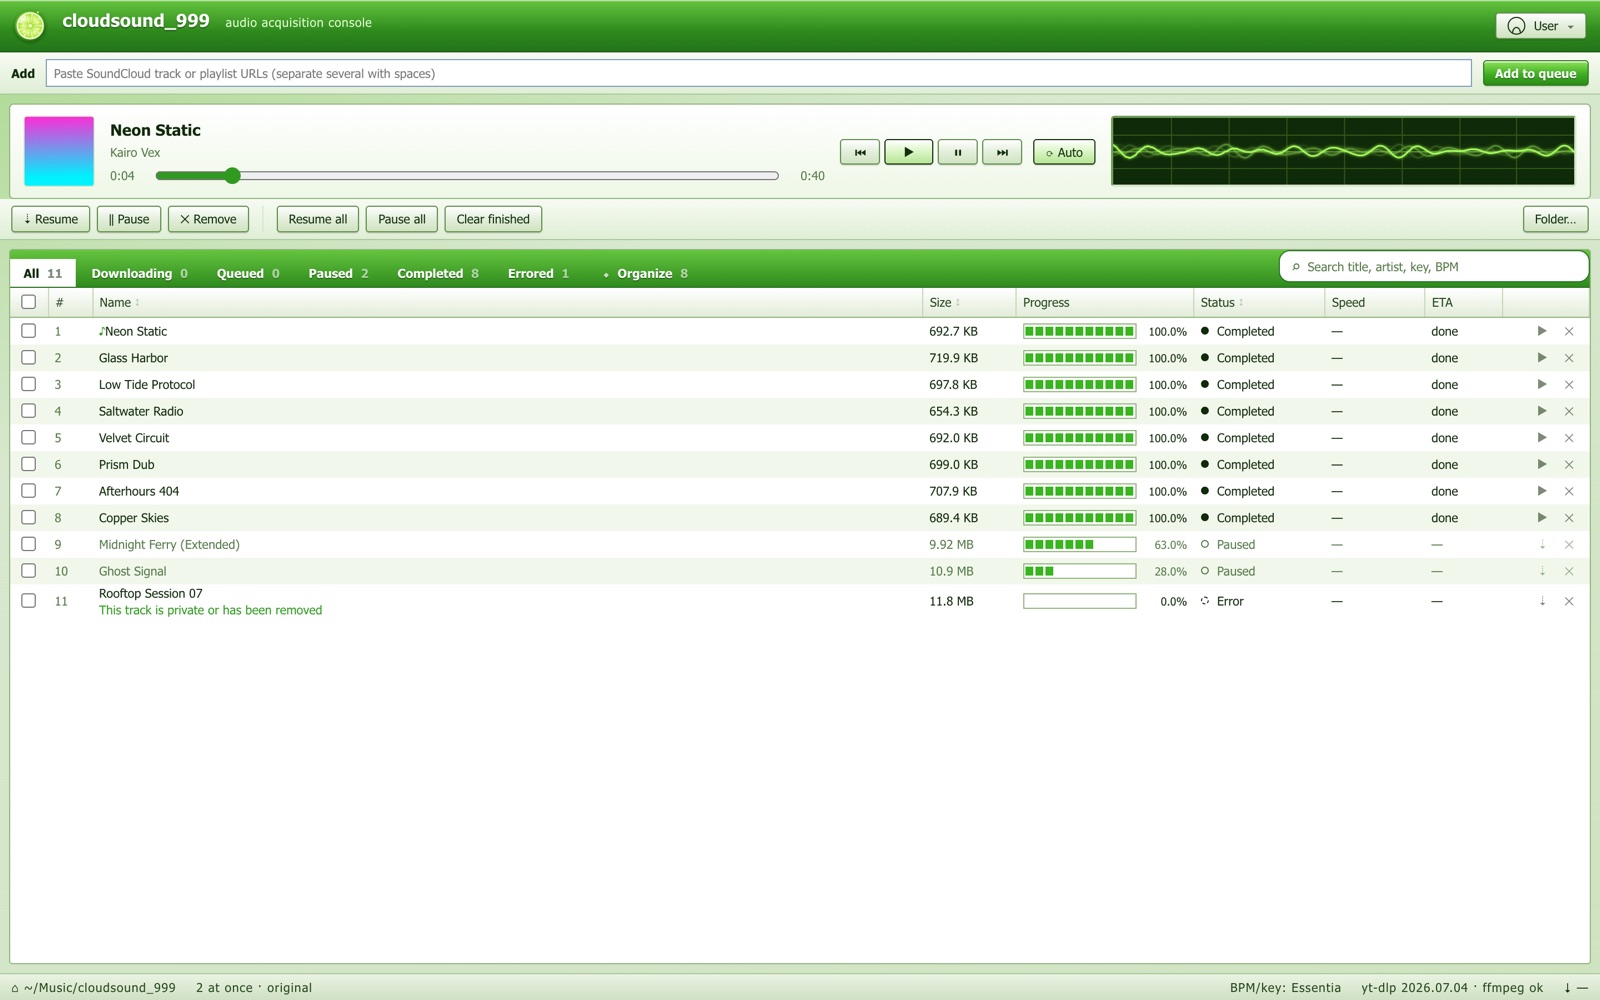 cloudsound_999 audio acquisition console User
Add Paste SoundCloud track or playlist URLs (separate several with spaces) Add to queue
Neon Static
Kairo Vex
0:04 0:40
Auto
Resume Pause Remove Resume all Pause all Clear finished Folder...
All 11 Downloading 0 Queued 0 Paused 2 Completed 8 Errored 1 Organize 8 Search title, artist, key, BPM
# Name Size Progress Status Speed ETA
1 ♪Neon Static 692.7 KB 100.0% Completed — done
2 Glass Harbor 719.9 KB 100.0% Completed — done
3 Low Tide Protocol 697.8 KB 100.0% Completed — done
4 Saltwater Radio 654.3 KB 100.0% Completed — done
5 Velvet Circuit 692.0 KB 100.0% Completed — done
6 Prism Dub 699.0 KB 100.0% Completed — done
7 Afterhours 404 707.9 KB 100.0% Completed — done
8 Copper Skies 689.4 KB 100.0% Completed — done
9 Midnight Ferry (Extended) 9.92 MB 63.0% Paused — —
10 Ghost Signal 10.9 MB 28.0% Paused — —
11 Rooftop Session 07 11.8 MB 0.0% Error — —
This track is private or has been removed
~/Music/cloudsound_999 2 at once · original BPM/key: Essentia yt-dlp 2026.07.04 · ffmpeg ok ↓ —